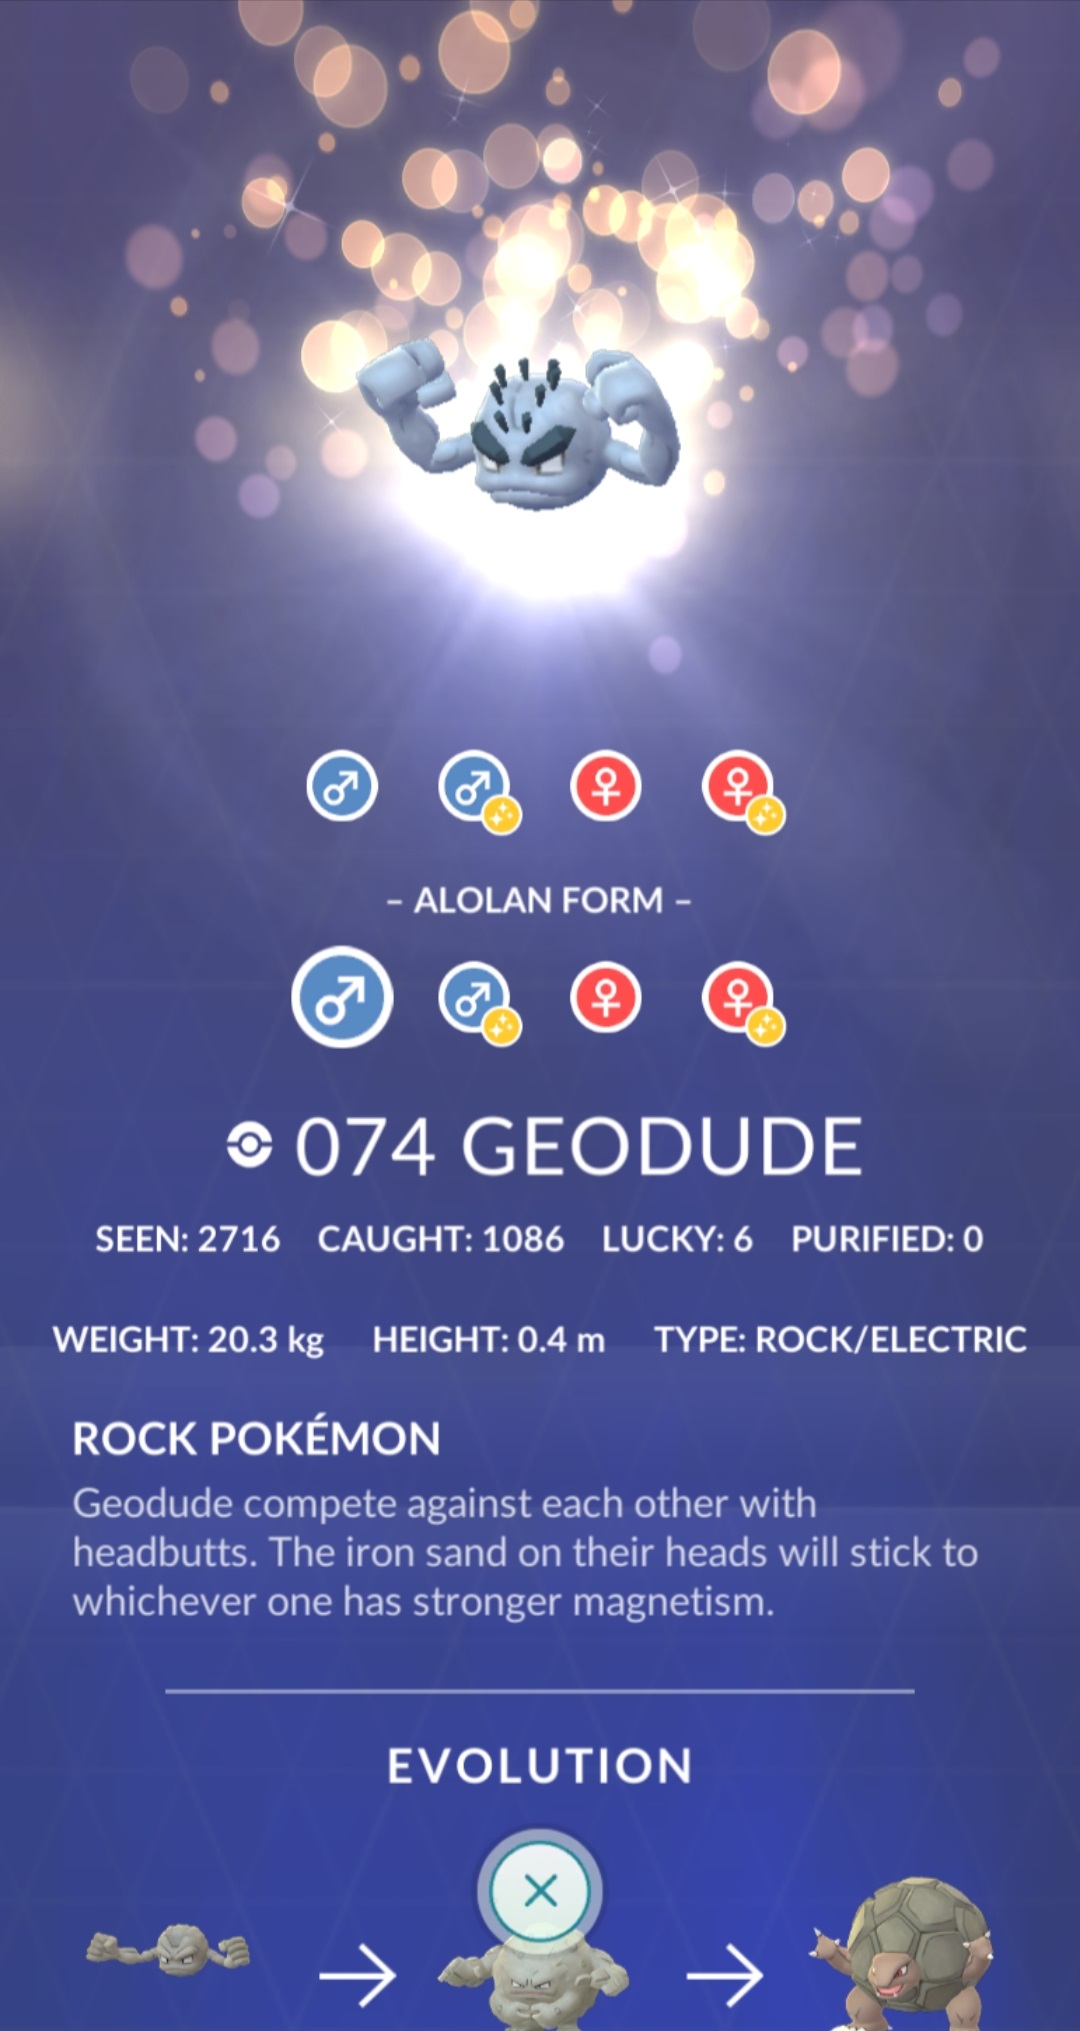 – ALOLAN FORM –
074 GEODUDE
SEEN: 2716 CAUGHT: 1086 LUCKY: 6 PURIFIED: 0
WEIGHT: 20.3 kg HEIGHT: 0.4 m TYPE: ROCK/ELECTRIC
ROCK POKÉMON
Geodude compete against each other with
headbutts. The iron sand on their heads will stick to
whichever one has stronger magnetism.
EVOLUTION